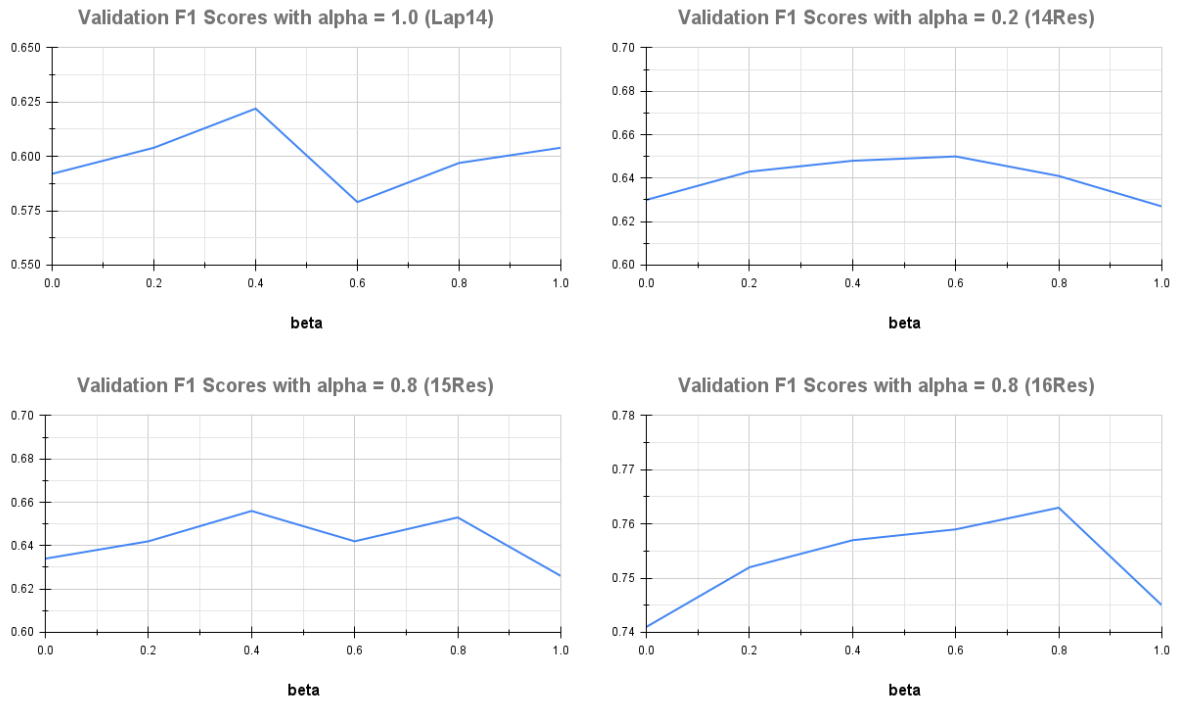 Validation F1 Scores with alpha = 1.0 (Lap14)
0.650
0.625
0.600
0.575
0.550
0.0 0.2 0.4 0.6 0.8 1.0
beta
Validation F1 Scores with alpha = 0.2 (14Res)
0.70
0.68
0.66
0.64
0.62
0.60
0.0 0.2 0.4 0.6 0.8 1.0
beta
Validation F1 Scores with alpha = 0.8 (15Res)
0.70
0.68
0.66
0.64
0.62
0.60
0.0 0.2 0.4 0.6 0.8 1.0
beta
Validation F1 Scores with alpha = 0.8 (16Res)
0.78
0.77
0.76
0.75
0.74
0.0 0.2 0.4 0.6 0.8 1.0
beta